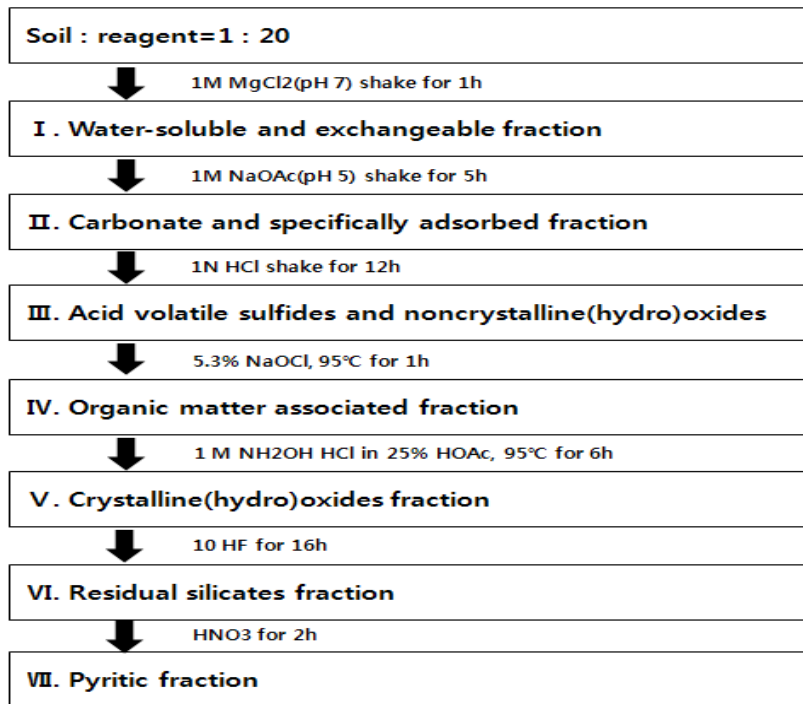 Soil : reagent=1 : 20
1M MgCl2(pH 7) shake for 1h
Ⅰ. Water-soluble and exchangeable fraction
1M NaOAc(pH 5) shake for 5h
Ⅱ. Carbonate and specifically adsorbed fraction
1N HCl shake for 12h
Ⅲ. Acid volatile sulfides and noncrystalline(hydro)oxides
5.3% NaOCl, 95℃ for 1h
Ⅳ. Organic matter associated fraction
1 M NH2OH HCl in 25% HOAc, 95℃ for 6h
Ⅴ. Crystalline(hydro)oxides fraction
10 HF for 16h
Ⅵ. Residual silicates fraction
HNO3 for 2h
Ⅶ. Pyritic fraction